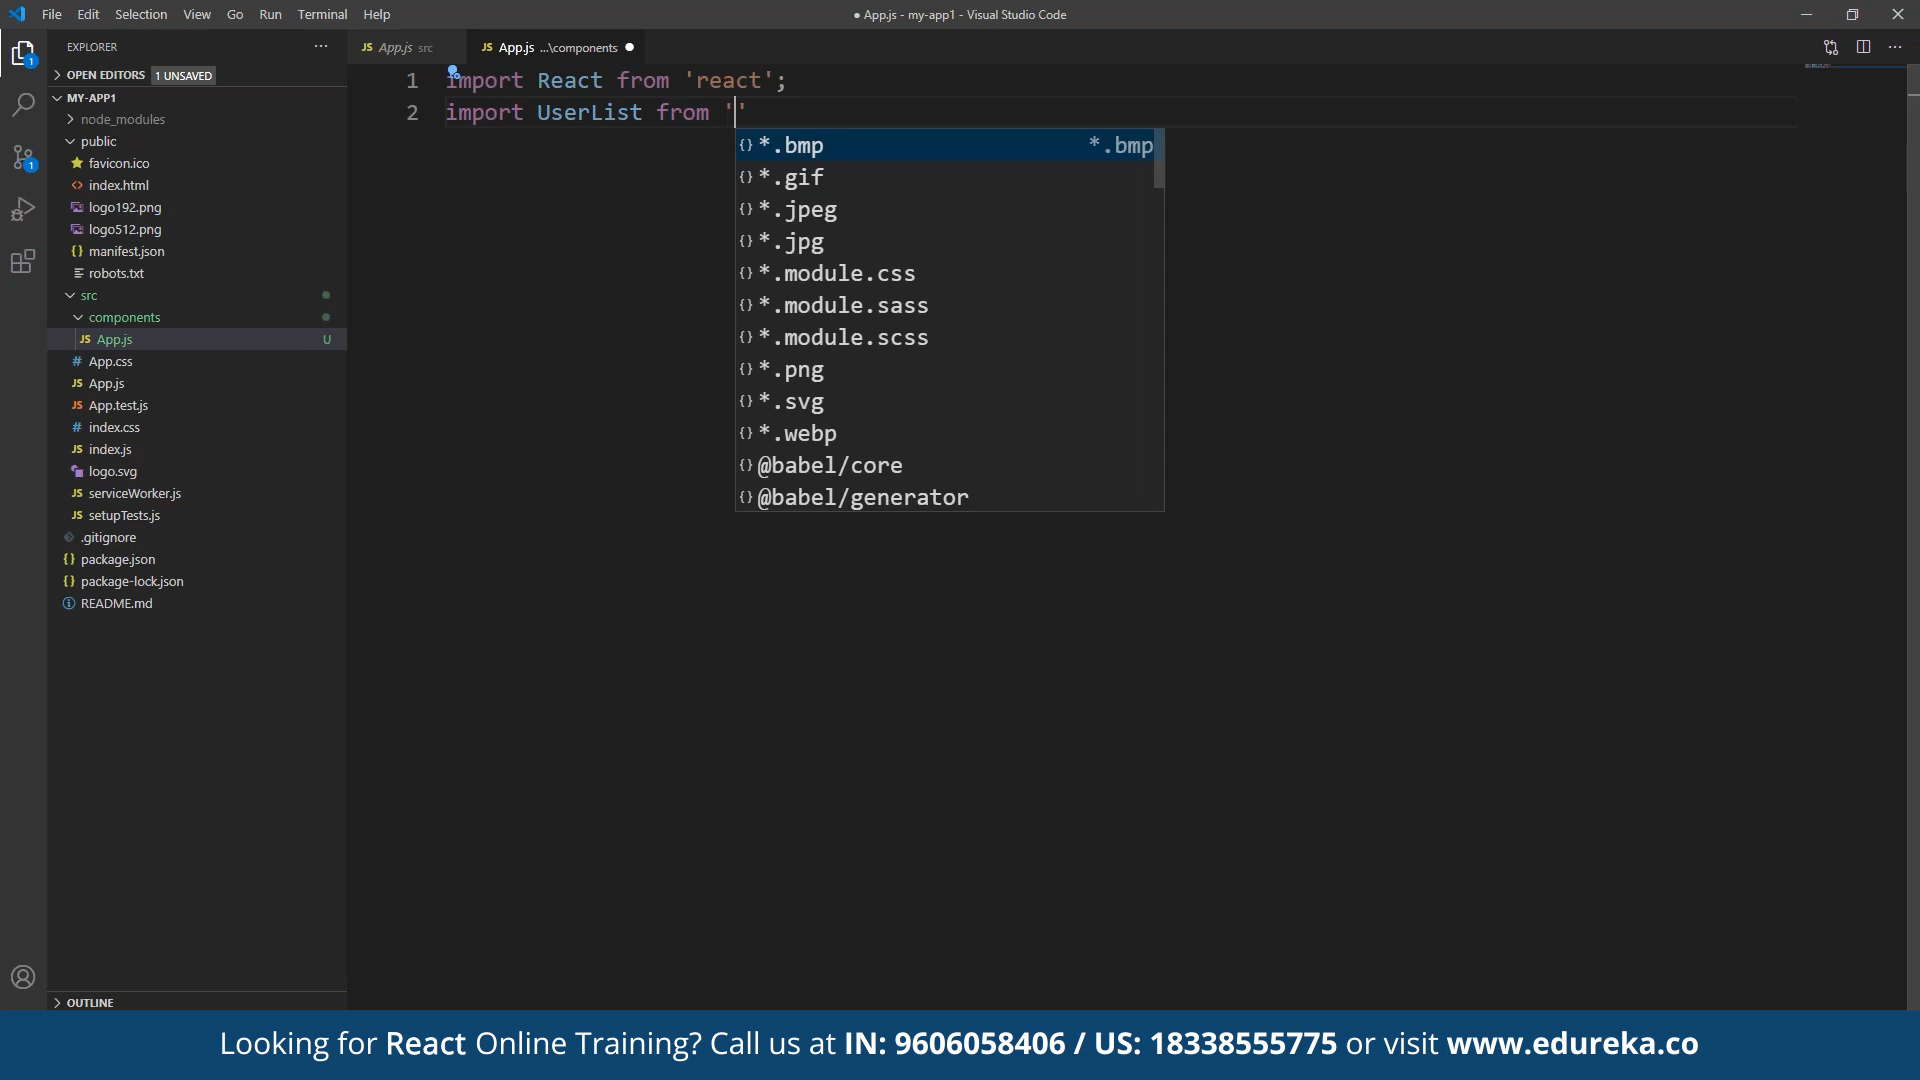 File Edit Selection View Go Run Terminal Help
● App.js - my-app1 - Visual Studio Code
EXPLORER
OPEN EDITORS 1 UNSAVED
MY-APP1
node_modules
public
favicon.ico
index.html
logo192.png
logo512.png
manifest.json
robots.txt
src
components
JS App.js U
# App.css
JS App.js
JS App.test.js
# index.css
JS index.js
logo.svg
JS serviceWorker.js
JS setupTests.js
.gitignore
{} package.json
{} package-lock.json
README.md
OUTLINE
JS App.js src
JS App.js ...\components ●
1 import React from 'react';
2 import UserList from ''
{} *.bmp *.bmp
{} *.gif
{} *.jpeg
{} *.jpg
{} *.module.css
{} *.module.sass
{} *.module.scss
{} *.png
{} *.svg
{} *.webp
{} @babel/core
{} @babel/generator
1
1
Looking for React Online Training? Call us at IN: 9606058406 / US: 18338555775 or visit www.edureka.co